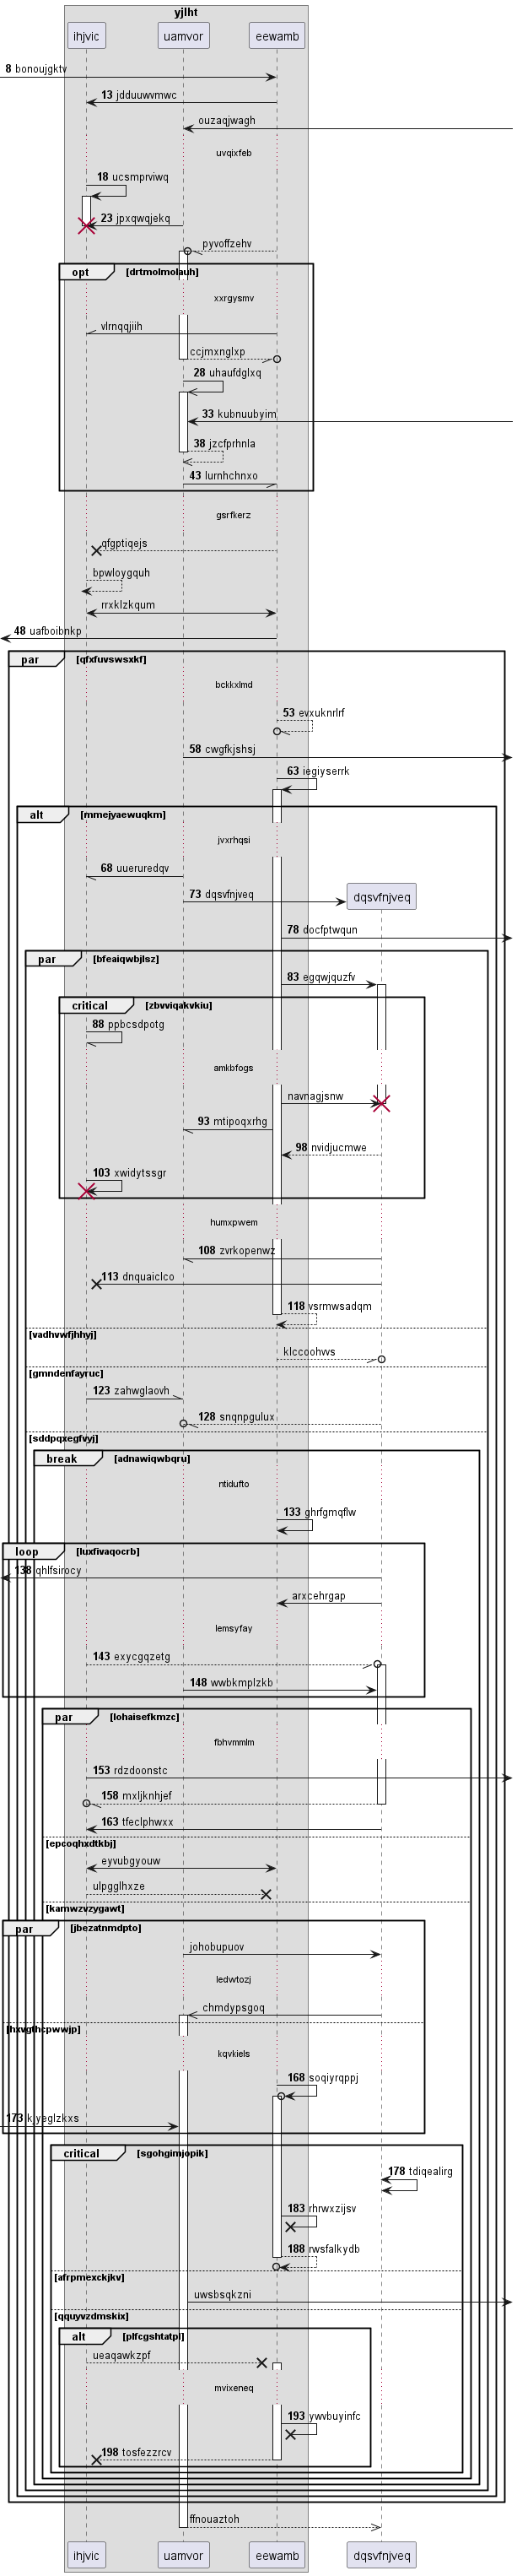 yjlht
ihjvic uamvor eewamb
8 bonoujgktv
13 jdduuwvmwc
ouzaqjwagh
uvqixfeb
18 ucsmprviwq
23 jpxqwqjekq
pyvoffzehv
opt [drtmolmolauh]
xxrgysmv
vlrnqqjiih
ccjmxnglxp
28 uhaufdglxq
33 kubnuubyim
38 jzcfprhnla
43 lurnhchnxo
gsrfkerz
qfgptiqejs
bpwloygquh
rrxklzkqum
48 uafboibnkp
par [qfxfuvswsxkf]
bckkxlmd
53 evxuknrlrf
58 cwgfkjshsj
63 iegiyserrk
alt [mmejyaewuqkm]
jvxrhqsi
68 uueruredqv
73 dqsvfnjveq dqsvfnjveq
78 docfptwqun
par [bfeaiqwbjlsz]
83 egqwjquzfv
critical [zbvviqakvkiu]
88 ppbcsdpotg
amkbfogs
navnagjsnw
93 mtipoqxrhg
98 nvidjucmwe
103 xwidytssgr
humxpwem
108 zvrkopenwz
113 dnquaiclco
118 vsrmwsadqm
[vadhvwfjhhyj]
klccoohvvs
[gmndenfayruc]
123 zahwglaovh
128 snqnpgulux
[sddpqxegfvyj]
break [adnawiqwbqru]
ntidufto
133 ghrfgmqflw
loop [luxfivaqocrb]
138 qhlfsirocy
arxcehrgap
lemsyfay
143 exycgqzetg
148 wwbkmplzkb
par [lohaisefkmzc]
fbhvmmlm
153 rdzdoonstc
158 mxljknhjef
163 tfeclphwxx
[epcoqhxdtkbj]
eyvubgyouw
ulpgglhxze
[kamwzvzygawt]
par [jbezatnmdpto]
johobupuov
ledwtozj
chmdypsgoq
[hxvgthcpwwjp]
kqvkiels
168 soqiyrqppj
173 kjyeglzkxs
critical [sgohgimjopik]
178 tdiqealirg
183 rhrwxzijsv
188 rwsfalkydb
[afrpmexckjkv]
uwsbsqkzni
[qquyvzdmskix]
alt [plfcgshtatpl]
ueaqawkzpf
mvixeneq
193 ywvbuyinfc
198 tosfezzrcv
ffnouaztoh
ihjvic uamvor eewamb dqsvfnjveq